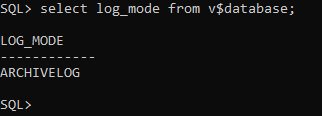 SQL> select log_mode from v$database;
LOG_MODE
------------
ARCHIVELOG
SQL>